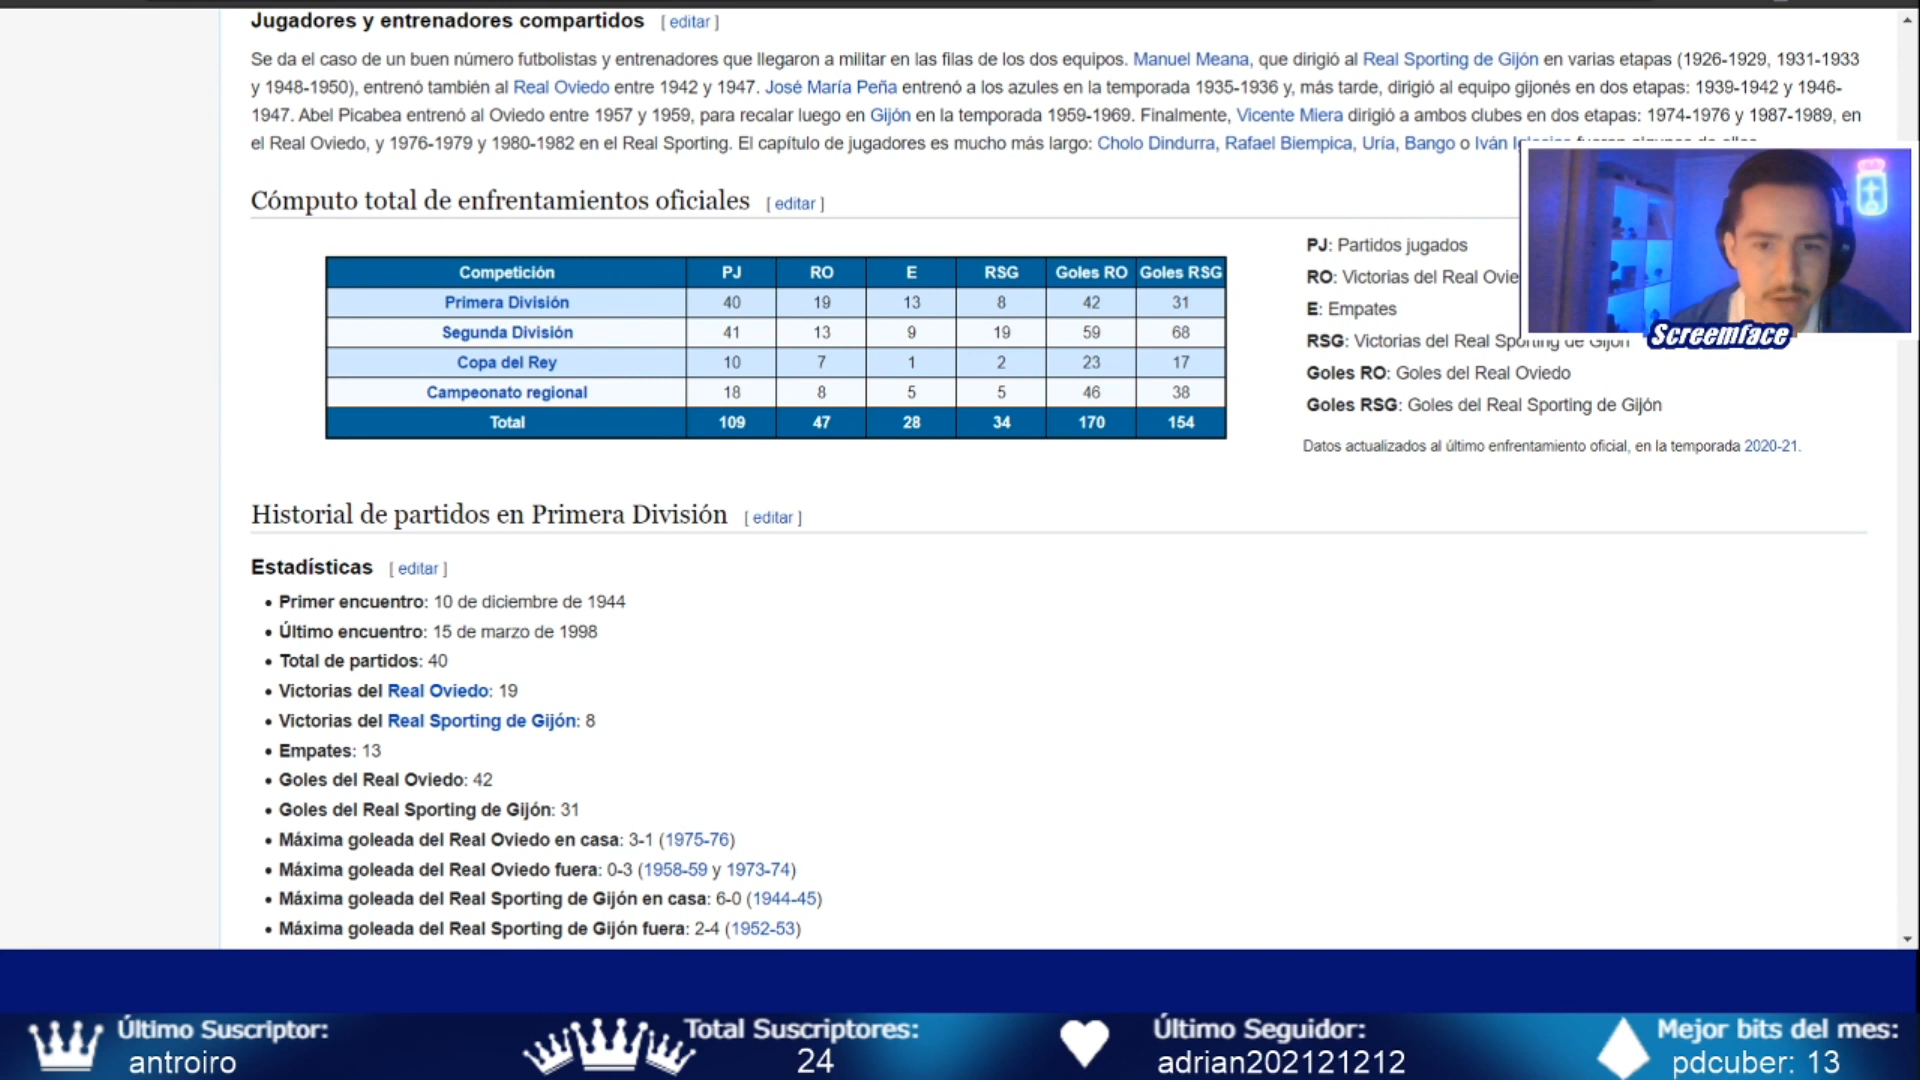 Jugadores y entrenadores compartidos [ editar ]
Se da el caso de un buen número futbolistas y entrenadores que llegaron a militar en las filas de los dos equipos. Manuel Meana, que dirigió al Real Sporting de Gijón en varias etapas (1926-1929, 1931-1933
y 1948-1950), entrenó también al Real Oviedo entre 1942 y 1947. José María Peña entrenó a los azules en la temporada 1935-1936 y, más tarde, dirigió al equipo gijonés en dos etapas: 1939-1942 y 1946-
1947. Abel Picabea entrenó al Oviedo entre 1957 y 1959, para recalar luego en Gijón en la temporada 1959-1969. Finalmente, Vicente Miera dirigió a ambos clubes en dos etapas: 1974-1976 y 1987-1989, en
el Real Oviedo, y 1976-1979 y 1980-1982 en el Real Sporting. El capítulo de jugadores es mucho más largo: Cholo Dindurra, Rafael Biempica, Uría, Bango o Iván
Cómputo total de enfrentamientos oficiales [ editar ]
Competición PJ RO E RSG Goles RO Goles RSG
Primera División 40 19 13 8 42 31
Segunda División 41 13 9 19 59 68
Copa del Rey 10 7 1 2 23 17
Campeonato regional 18 8 5 5 46 38
Total 109 47 28 34 170 154
PJ: Partidos jugados
RO: Victorias del Real Ovie
E: Empates
RSG: Victorias del Real Sporting de Gijón
Goles RO: Goles del Real Oviedo
Goles RSG: Goles del Real Sporting de Gijón
Datos actualizados al último enfrentamiento oficial, en la temporada 2020-21.
Screemface
Historial de partidos en Primera División [ editar ]
Estadísticas [ editar ]
• Primer encuentro: 10 de diciembre de 1944
• Último encuentro: 15 de marzo de 1998
• Total de partidos: 40
• Victorias del Real Oviedo: 19
• Victorias del Real Sporting de Gijón: 8
• Empates: 13
• Goles del Real Oviedo: 42
• Goles del Real Sporting de Gijón: 31
• Máxima goleada del Real Oviedo en casa: 3-1 (1975-76)
• Máxima goleada del Real Oviedo fuera: 0-3 (1958-59 y 1973-74)
• Máxima goleada del Real Sporting de Gijón en casa: 6-0 (1944-45)
• Máxima goleada del Real Sporting de Gijón fuera: 2-4 (1952-53)
Último Suscriptor:
antroiro
Total Suscriptores:
24
Último Seguidor:
adrian202121212
Mejor bits del mes:
pdcuber: 13